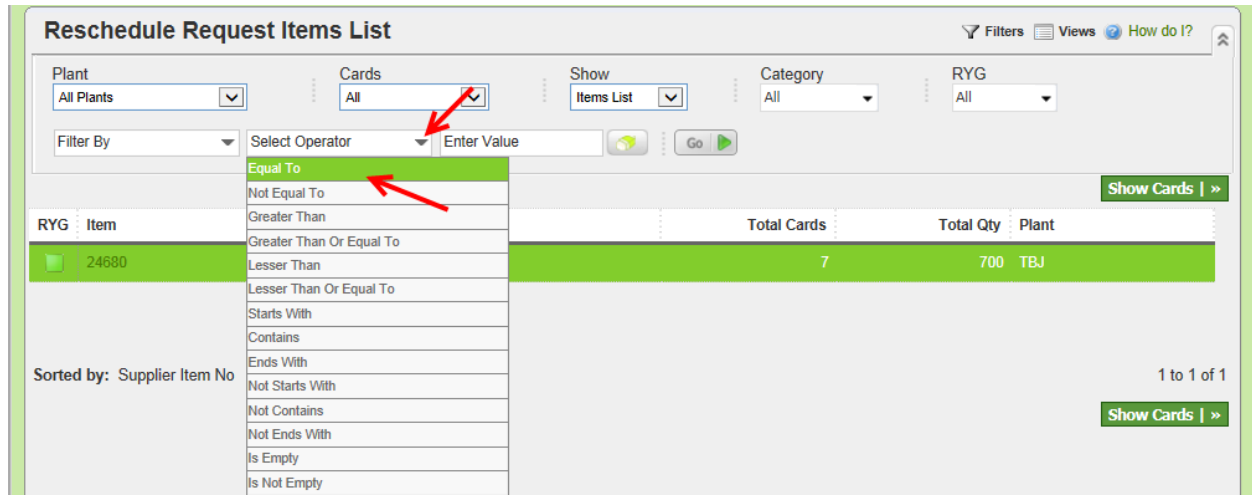 Reschedule Request Items List
Filters Views How do I?
Plant Cards Show Category RYG
All Plants All Items List All All
Filter By Select Operator Enter Value Go
Equal To
Not Equal To
Greater Than
Greater Than Or Equal To
Lesser Than
Lesser Than Or Equal To
Starts With
Contains
Ends With
Not Starts With
Not Contains
Not Ends With
Is Empty
Is Not Empty
Show Cards | »
RYG Item Total Cards Total Qty Plant
24680 7 700 TBJ
Sorted by: Supplier Item No
1 to 1 of 1
Show Cards | »